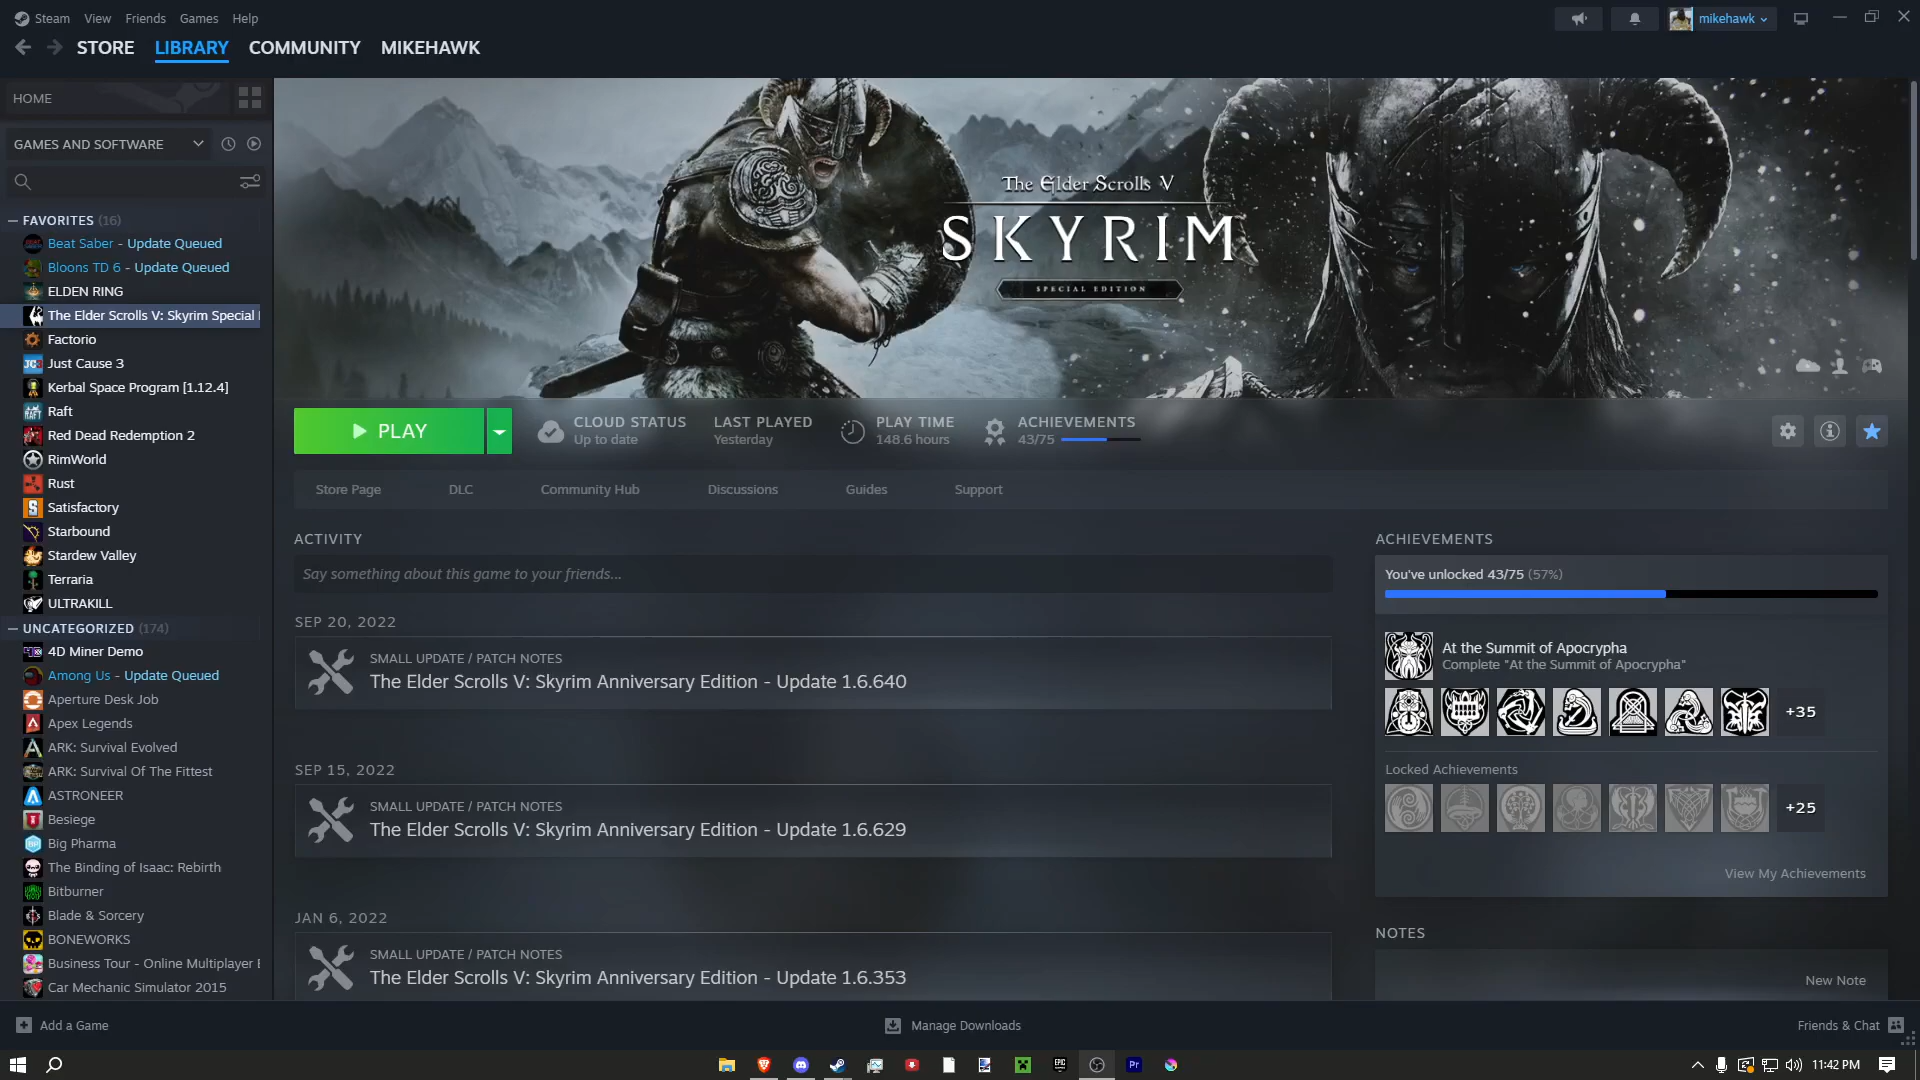 Steam View Friends Games Help
mikehawk
STORE LIBRARY COMMUNITY MIKEHAWK
HOME
GAMES AND SOFTWARE
FAVORITES (16)
Beat Saber - Update Queued
Bloons TD 6 - Update Queued
ELDEN RING
The Elder Scrolls V: Skyrim Special
Factorio
Just Cause 3
Kerbal Space Program [1.12.4]
Raft
Red Dead Redemption 2
RimWorld
Rust
Satisfactory
Starbound
Stardew Valley
Terraria
ULTRAKILL
UNCATEGORIZED (174)
4D Miner Demo
Among Us - Update Queued
Aperture Desk Job
Apex Legends
ARK: Survival Evolved
ARK: Survival Of The Fittest
ASTRONEER
Besiege
Big Pharma
The Binding of Isaac: Rebirth
Bitburner
Blade & Sorcery
BONEWORKS
Business Tour - Online Multiplayer
Car Mechanic Simulator 2015
The Elder Scrolls V
SKYRIM
SPECIAL EDITION
PLAY
CLOUD STATUS
Up to date
LAST PLAYED
Yesterday
PLAY TIME
148.6 hours
ACHIEVEMENTS
43/75
Store Page DLC Community Hub Discussions Guides Support
ACTIVITY
Say something about this game to your friends...
SEP 20, 2022
SMALL UPDATE / PATCH NOTES
The Elder Scrolls V: Skyrim Anniversary Edition - Update 1.6.640
SEP 15, 2022
SMALL UPDATE / PATCH NOTES
The Elder Scrolls V: Skyrim Anniversary Edition - Update 1.6.629
JAN 6, 2022
SMALL UPDATE / PATCH NOTES
The Elder Scrolls V: Skyrim Anniversary Edition - Update 1.6.353
ACHIEVEMENTS
You've unlocked 43/75 (57%)
At the Summit of Apocrypha
Complete "At the Summit of Apocrypha"
+35
Locked Achievements
+25
View My Achievements
NOTES
New Note
Add a Game
Manage Downloads
Friends & Chat
Pr
11:42 PM